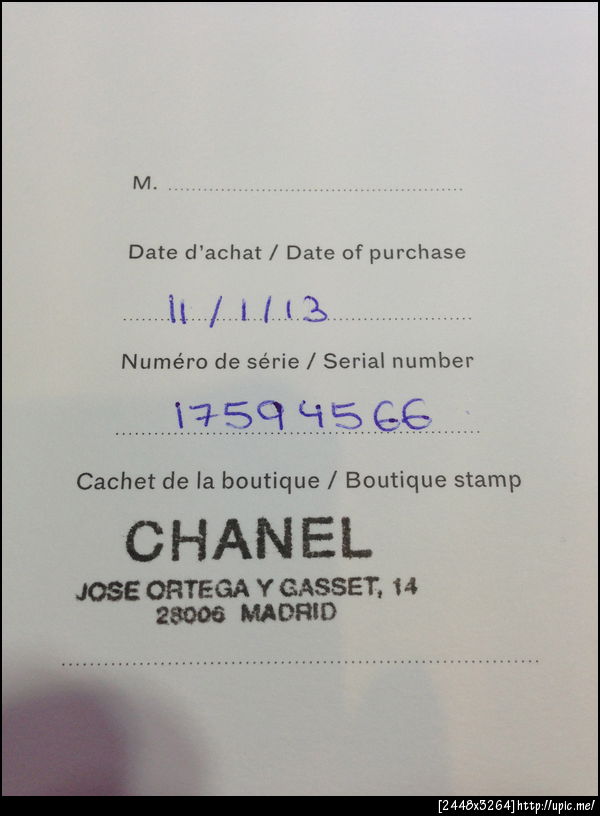 M.
Date d'achat / Date of purchase
11/1/13
Numéro de série / Serial number
17594566
Cachet de la boutique / Boutique stamp
CHANEL
JOSE ORTEGA Y GASSET, 14
28006 MADRID
[2448x3264]http://upic.me/